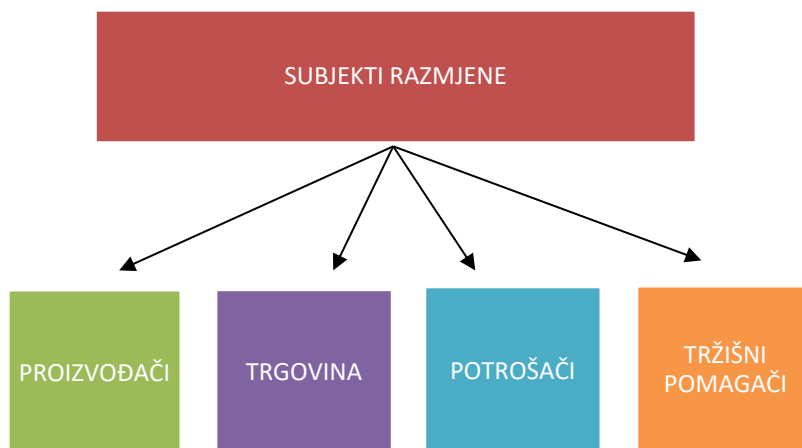 SUBJEKTI RAZMJENE
PROIZVOĐAČI
TRGOVINA
POTROŠAČI
TRŽIŠNI
POMAGAČI